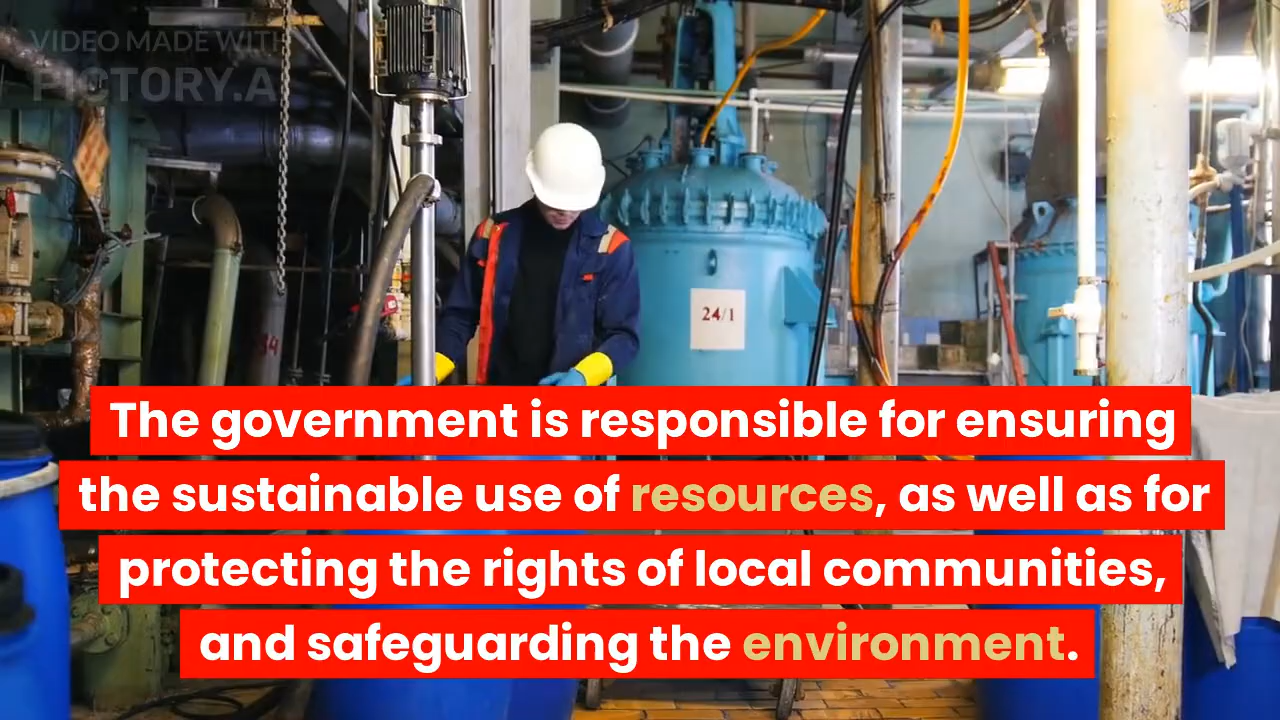 VIDEO MADE WITH
PICTORY.A
24/1
The government is responsible for ensuring
the sustainable use of resources, as well as for
protecting the rights of local communities,
and safeguarding the environment.